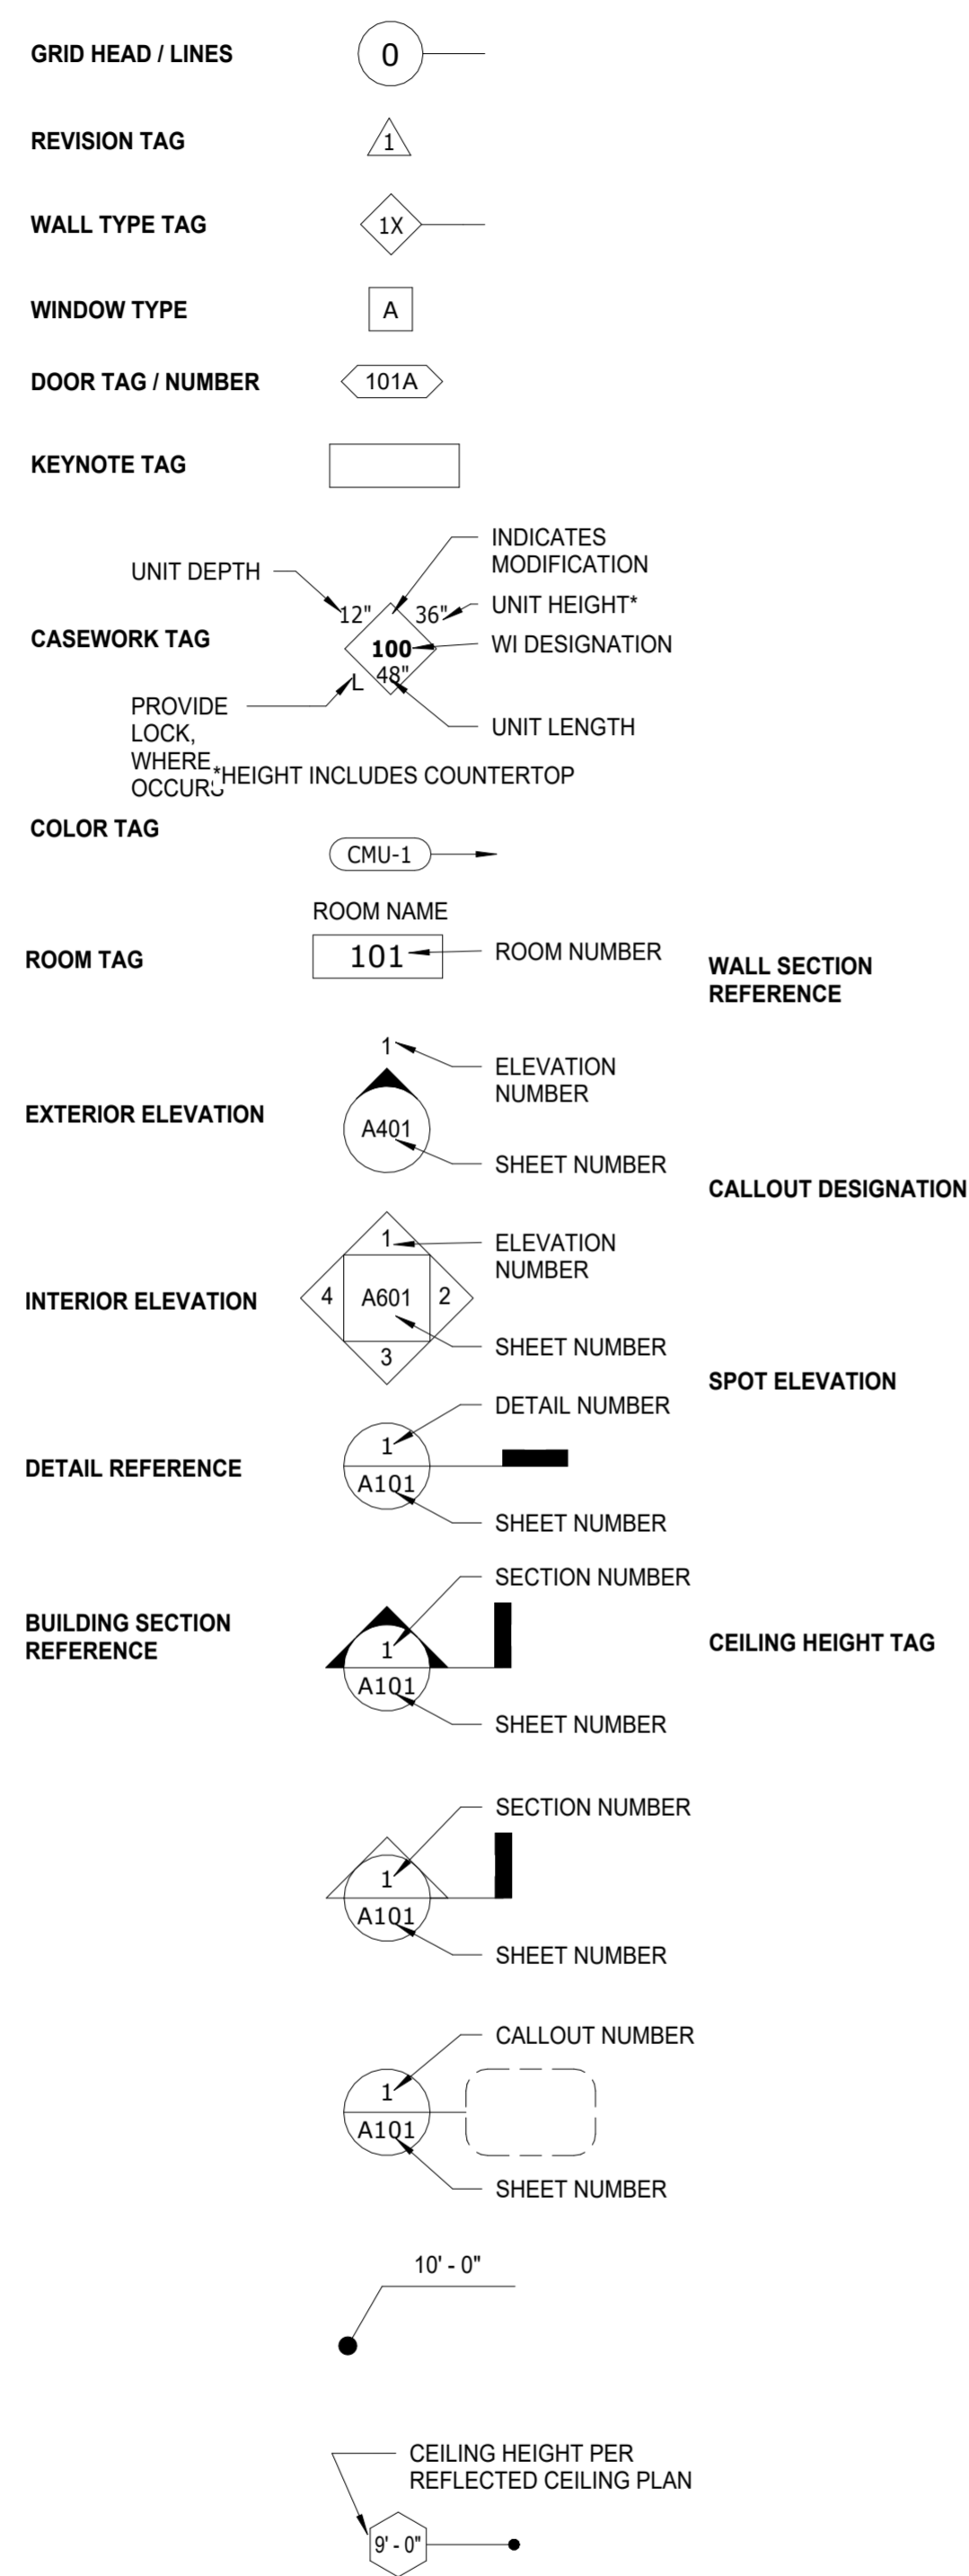 GRID HEAD / LINES
0
REVISION TAG
1
WALL TYPE TAG
1X
WINDOW TYPE
A
DOOR TAG / NUMBER
101A
KEYNOTE TAG
CASEWORK TAG
UNIT DEPTH
12"
INDICATES
MODIFICATION
36"
UNIT HEIGHT*
100
WI DESIGNATION
48"
L
UNIT LENGTH
PROVIDE
LOCK,
WHERE
OCCURS
*HEIGHT INCLUDES COUNTERTOP
COLOR TAG
CMU-1
ROOM TAG
ROOM NAME
101
ROOM NUMBER
EXTERIOR ELEVATION
1
ELEVATION
NUMBER
A401
SHEET NUMBER
INTERIOR ELEVATION
1
ELEVATION
NUMBER
4
A601
2
SHEET NUMBER
3
DETAIL REFERENCE
DETAIL NUMBER
1
A101
SHEET NUMBER
BUILDING SECTION
REFERENCE
SECTION NUMBER
1
A101
SHEET NUMBER
WALL SECTION
REFERENCE
CALLOUT DESIGNATION
SPOT ELEVATION
CEILING HEIGHT TAG
SECTION NUMBER
1
A101
SHEET NUMBER
CALLOUT NUMBER
1
A101
SHEET NUMBER
10' - 0"
CEILING HEIGHT PER
REFLECTED CEILING PLAN
9' - 0"